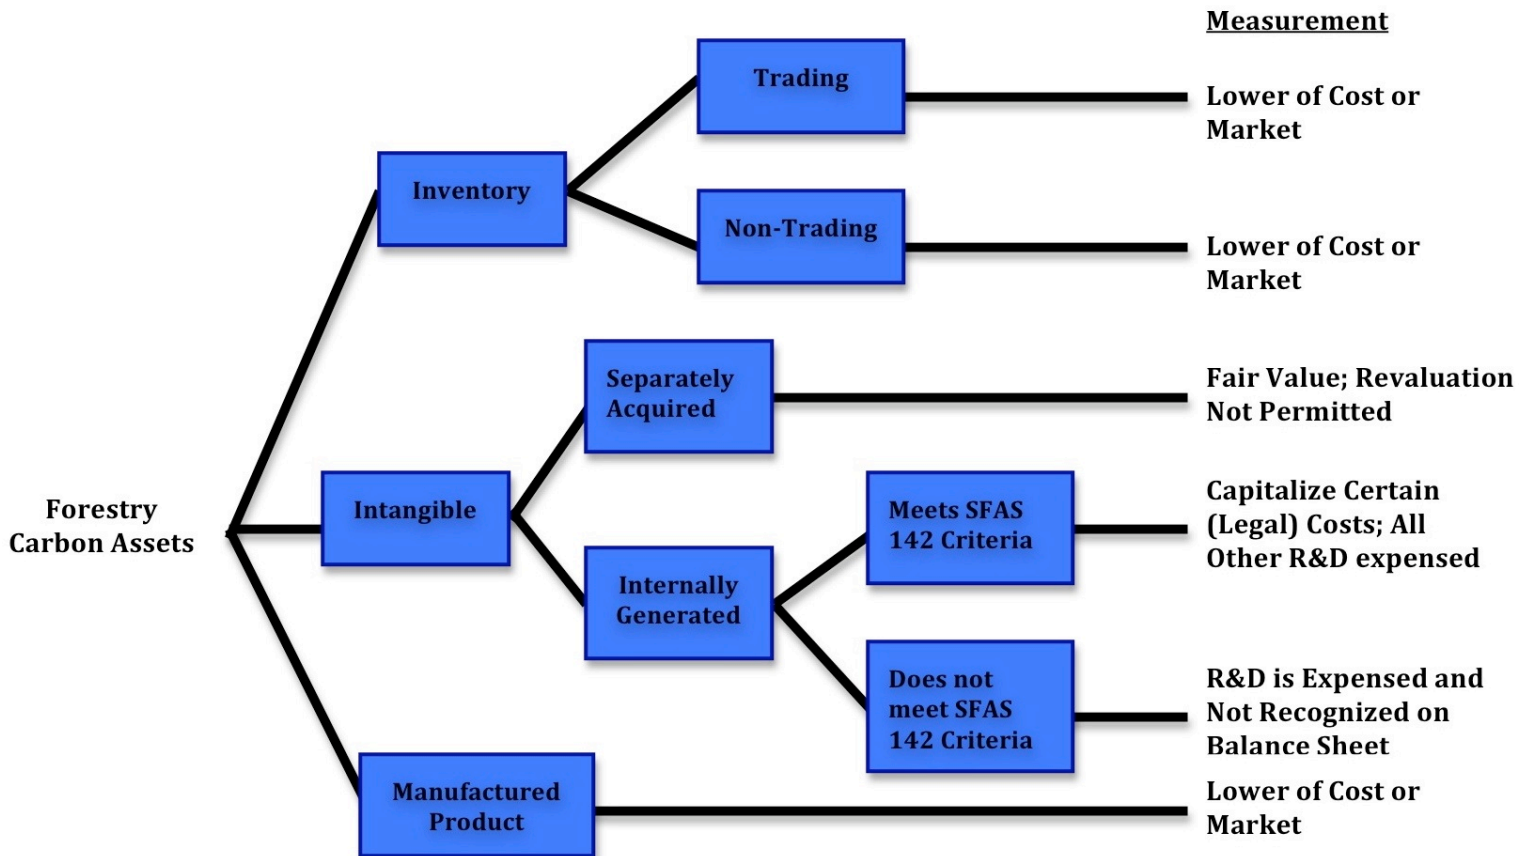 Measurement
Trading
Lower of Cost or
Market
Inventory
Non-Trading
Lower of Cost or
Market
Separately
Acquired
Fair Value; Revaluation
Not Permitted
Forestry
Carbon Assets
Intangible
Meets SFAS
142 Criteria
Capitalize Certain
(Legal) Costs; All
Other R&D expensed
Internally
Generated
Does not
meet SFAS
142 Criteria
R&D is Expensed and
Not Recognized on
Balance Sheet
Manufactured
Product
Lower of Cost or
Market